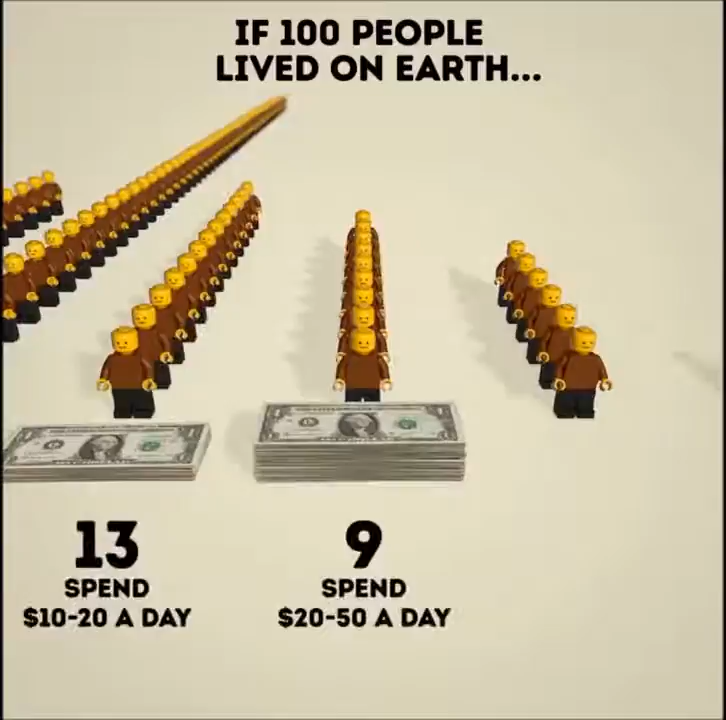 IF 100 PEOPLE
LIVED ON EARTH...
13
SPEND
$10-20 A DAY
9
SPEND
$20-50 A DAY